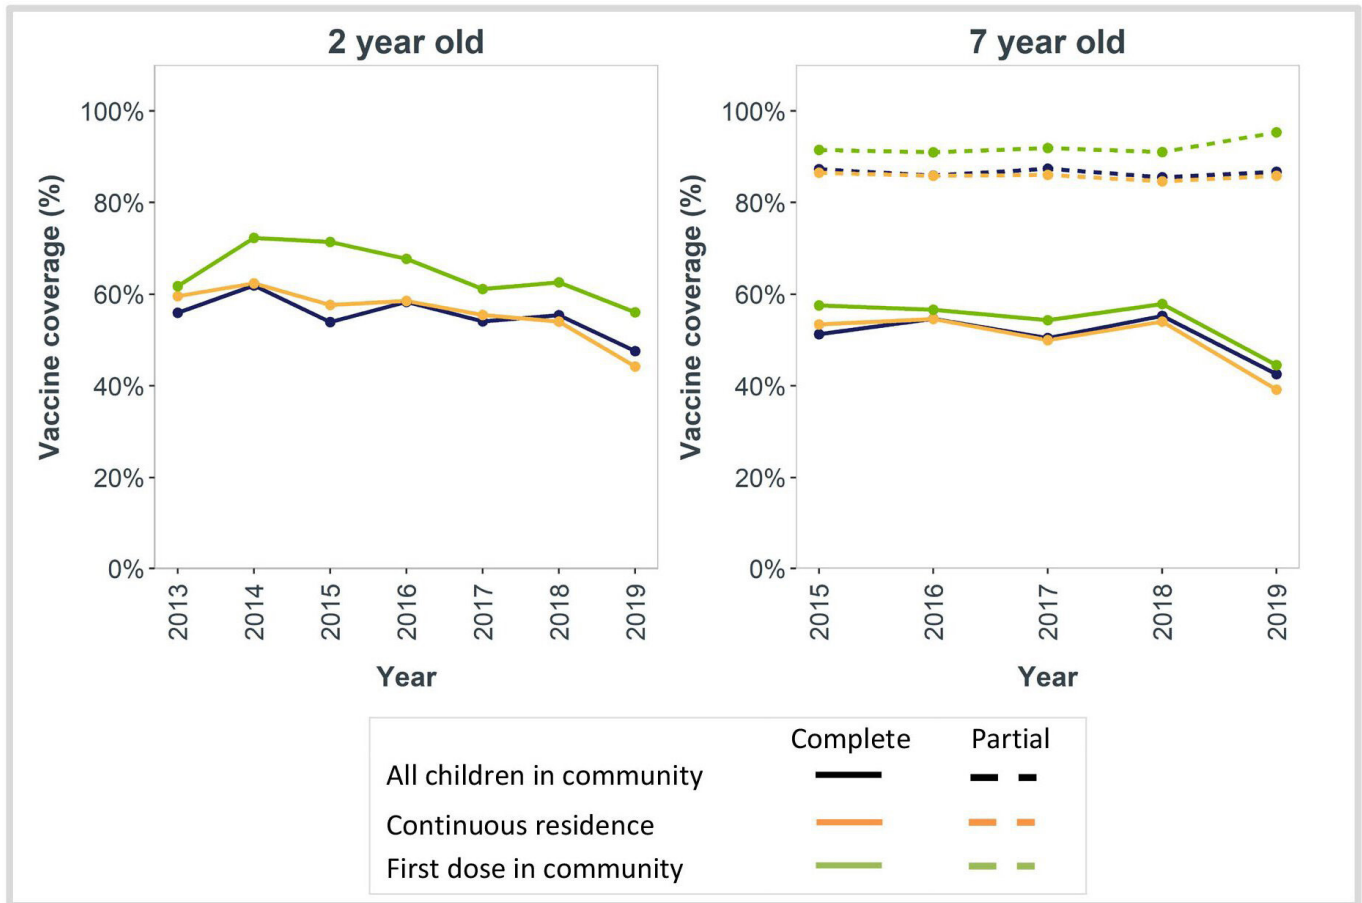 2 year old
100%
80%
60%
40%
20%
0%
Vaccine coverage (%)
2013
2014
2015
2016
2017
2018
2019
Year
7 year old
100%
80%
60%
40%
20%
0%
Vaccine coverage (%)
2015
2016
2017
2018
2019
Year
Complete Partial
All children in community
Continuous residence
First dose in community